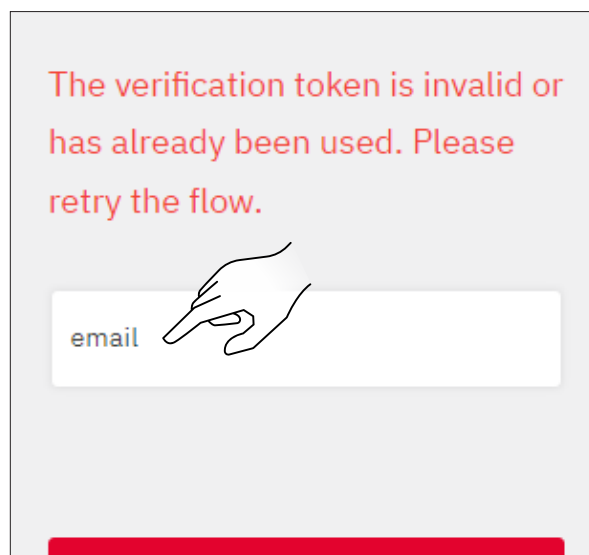 The verification token is invalid or
has already been used. Please
retry the flow.
email